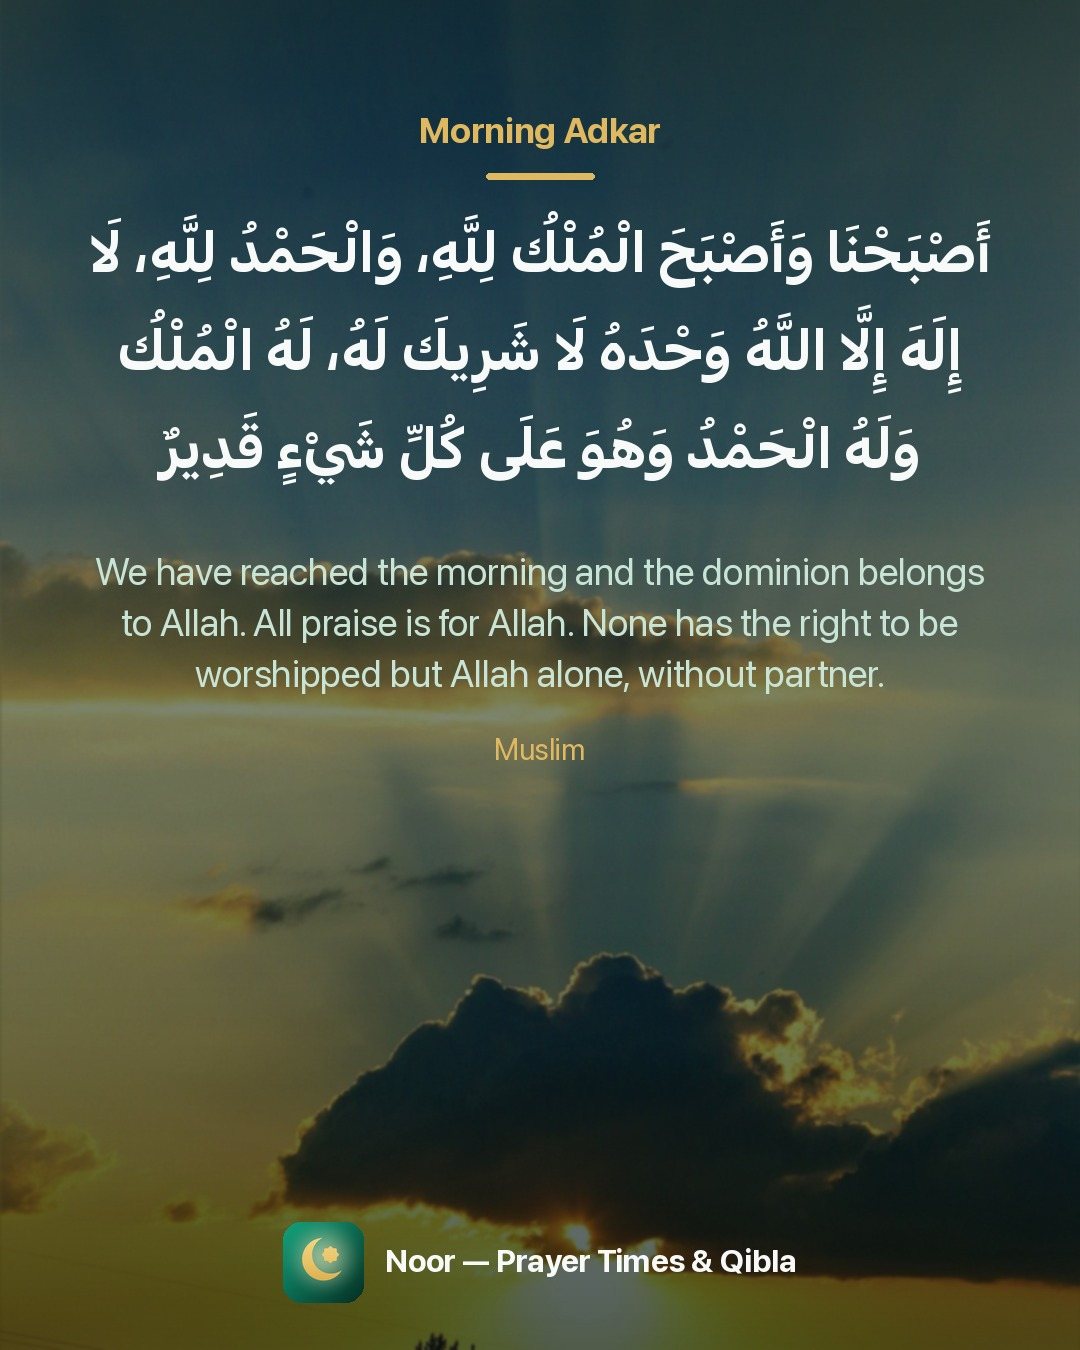 Morning Adkar
أَصْبَحْنَا وَأَصْبَحَ الْمُلْكُ لِلَّهِ، وَالْحَمْدُ لِلَّهِ، لَا
إِلَهَ إِلَّا اللَّهُ وَحْدَهُ لَا شَرِيكَ لَهُ، لَهُ الْمُلْكُ
وَلَهُ الْحَمْدُ وَهُوَ عَلَى كُلِّ شَيْءٍ قَدِيرٌ
We have reached the morning and the dominion belongs
to Allah. All praise is for Allah. None has the right to be
worshipped but Allah alone, without partner.
Muslim
Noor — Prayer Times & Qibla